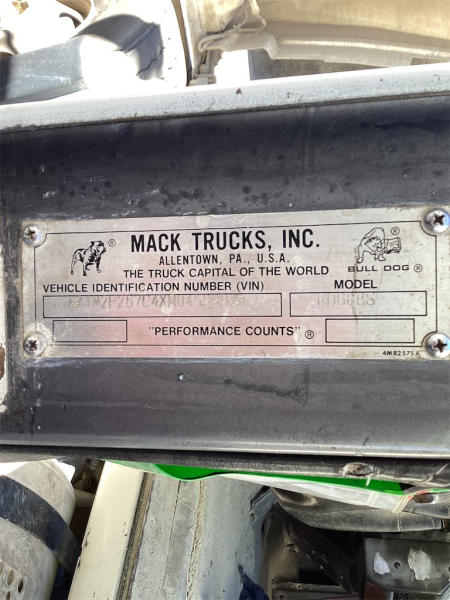 MACK TRUCKS, INC.
ALLENTOWN, PA., U.S.A.
THE TRUCK CAPITAL OF THE WORLD
BULL DOG ®
VEHICLE IDENTIFICATION NUMBER (VIN)
MODEL
"PERFORMANCE COUNTS" ®
4MR2575A